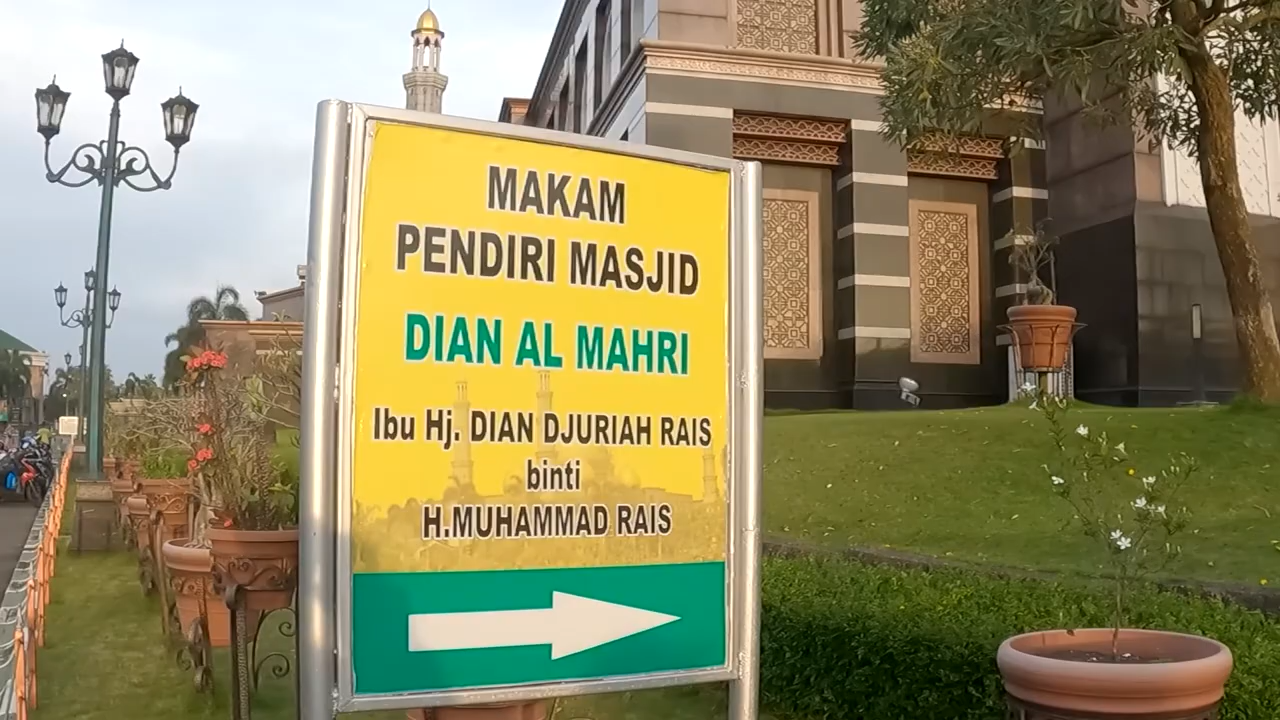 MAKAM
PENDIRI MASJID
DIAN AL MAHRI
Ibu Hj. DIAN DJURIAH RAIS
binti
H.MUHAMMAD RAIS